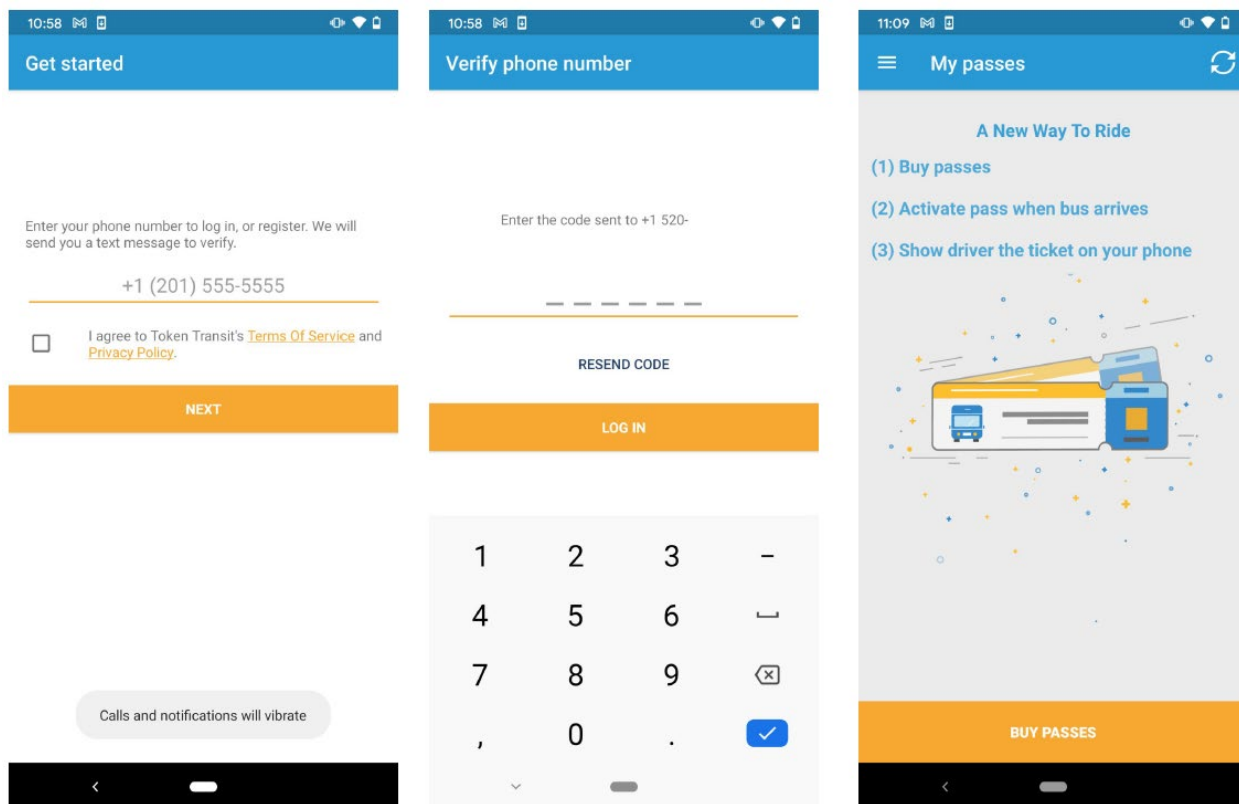 10:58
Get started
Enter your phone number to log in, or register. We will
send you a text message to verify.
+1 (201) 555-5555
I agree to Token Transit's Terms Of Service and
Privacy Policy.
NEXT
Calls and notifications will vibrate
10:58
Verify phone number
Enter the code sent to +1 520-
RESEND CODE
LOG IN
1 2 3 –
4 5 6
7 8 9
, 0 .
11:09
My passes
A New Way To Ride
(1) Buy passes
(2) Activate pass when bus arrives
(3) Show driver the ticket on your phone
BUY PASSES